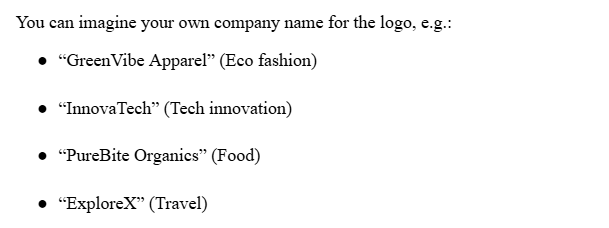 You can imagine your own company name for the logo, e.g.:
● “GreenVibe Apparel” (Eco fashion)
● “InnovaTech” (Tech innovation)
● “PureBite Organics” (Food)
● “ExploreX” (Travel)